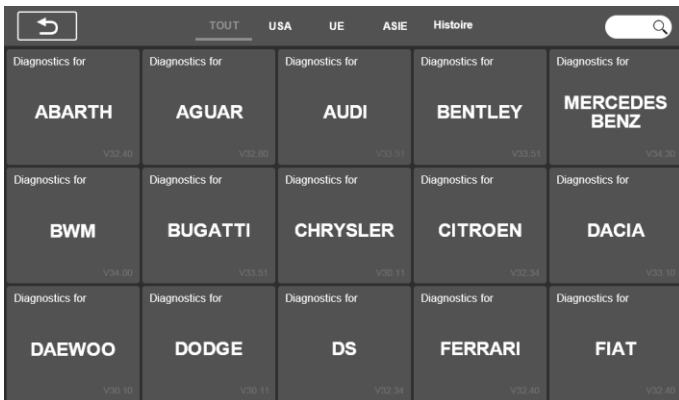 TOUT USA UE ASIE Histoire
Diagnostics for Diagnostics for Diagnostics for Diagnostics for Diagnostics for
ABARTH AGUAR AUDI BENTLEY MERCEDES BENZ
V32.40 V32.60 V33.51 V33.51 V34.30
Diagnostics for Diagnostics for Diagnostics for Diagnostics for Diagnostics for
BWM BUGATTI CHRYSLER CITROEN DACIA
V34.00 V33.51 V30.11 V32.34 V33.10
Diagnostics for Diagnostics for Diagnostics for Diagnostics for Diagnostics for
DAEWOO DODGE DS FERRARI FIAT
V30.10 V30.11 V32.34 V32.40 V32.40